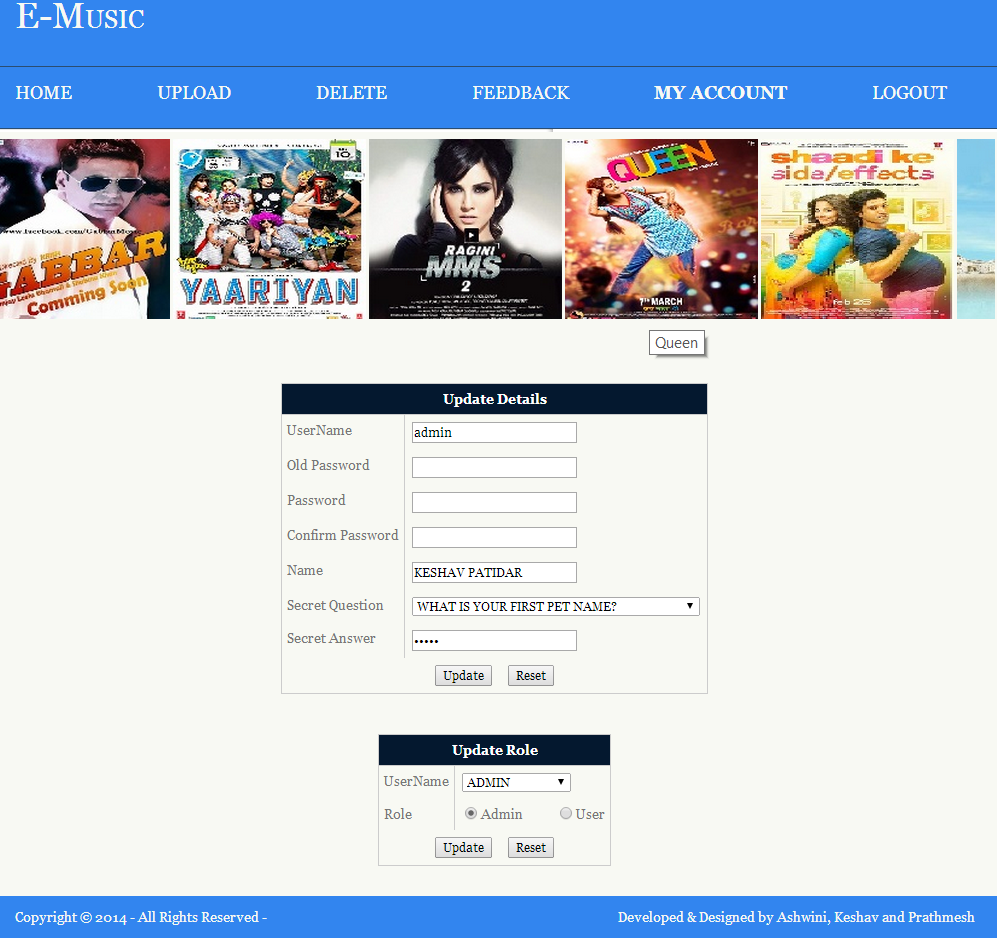 E-Music
HOME UPLOAD DELETE FEEDBACK MY ACCOUNT LOGOUT
GABBAR
Comming Soon
YAARIYAN
RAGINI
MMS
2
QUEEN
7TH MARCH
shaadi ke
side/effects
feb 28
Queen
Update Details
UserName admin
Old Password
Password
Confirm Password
Name KESHAV PATIDAR
Secret Question WHAT IS YOUR FIRST PET NAME?
Secret Answer •••••
Update Reset
Update Role
UserName ADMIN
Role Admin User
Update Reset
Copyright © 2014 - All Rights Reserved - Developed & Designed by Ashwini, Keshav and Prathmesh